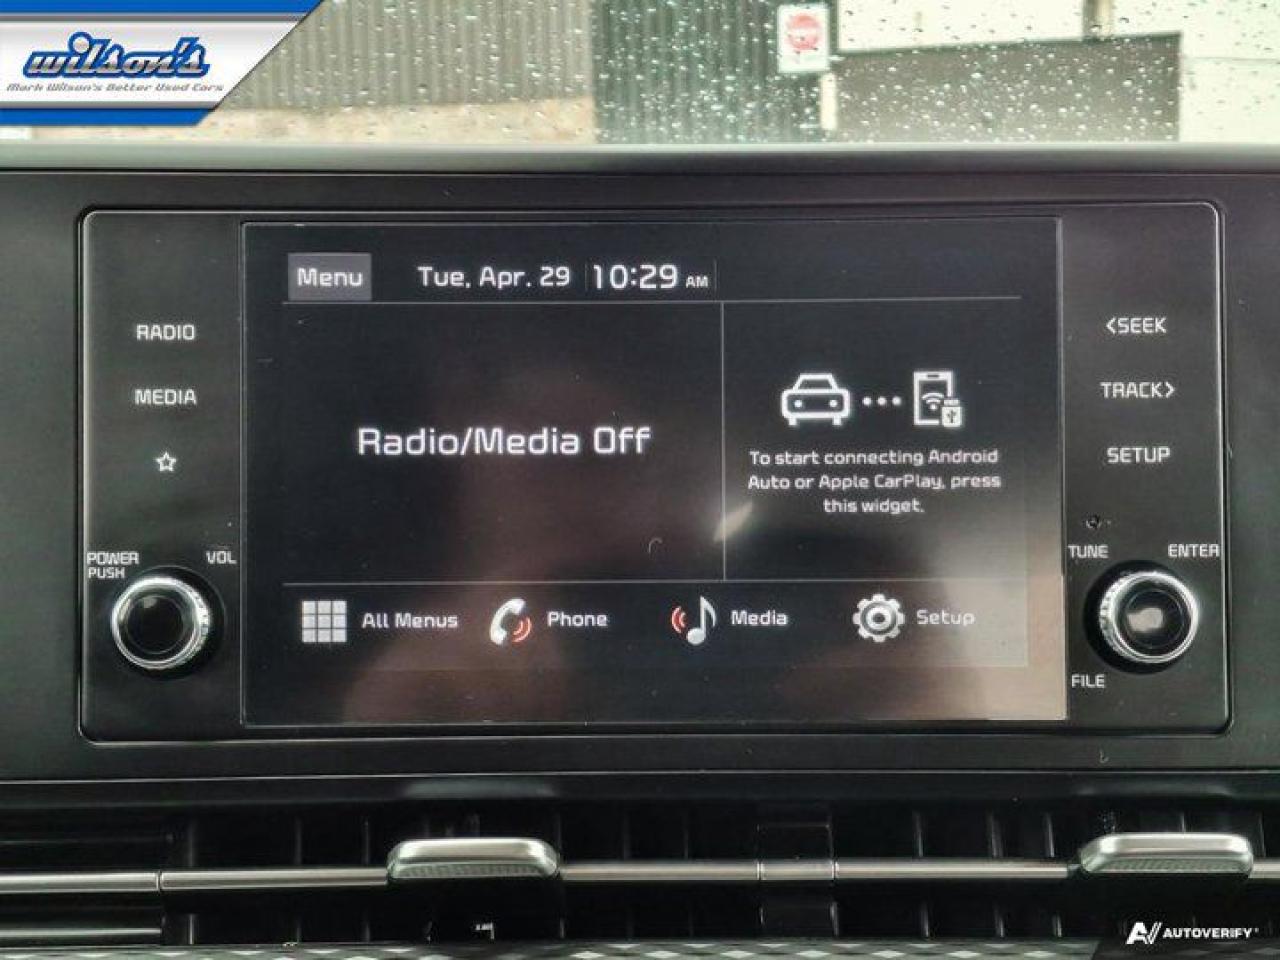 wilson's
Mark Wilson's Better Used Cars
Menu
Tue, Apr. 29
10:29 AM
RADIO
MEDIA
POWER
PUSH
VOL
Radio/Media Off
To start connecting Android
Auto or Apple CarPlay, press
this widget.
All Menus
Phone
Media
Setup
<SEEK
TRACK>
SETUP
TUNE
ENTER
FILE
AUTOVERIFY